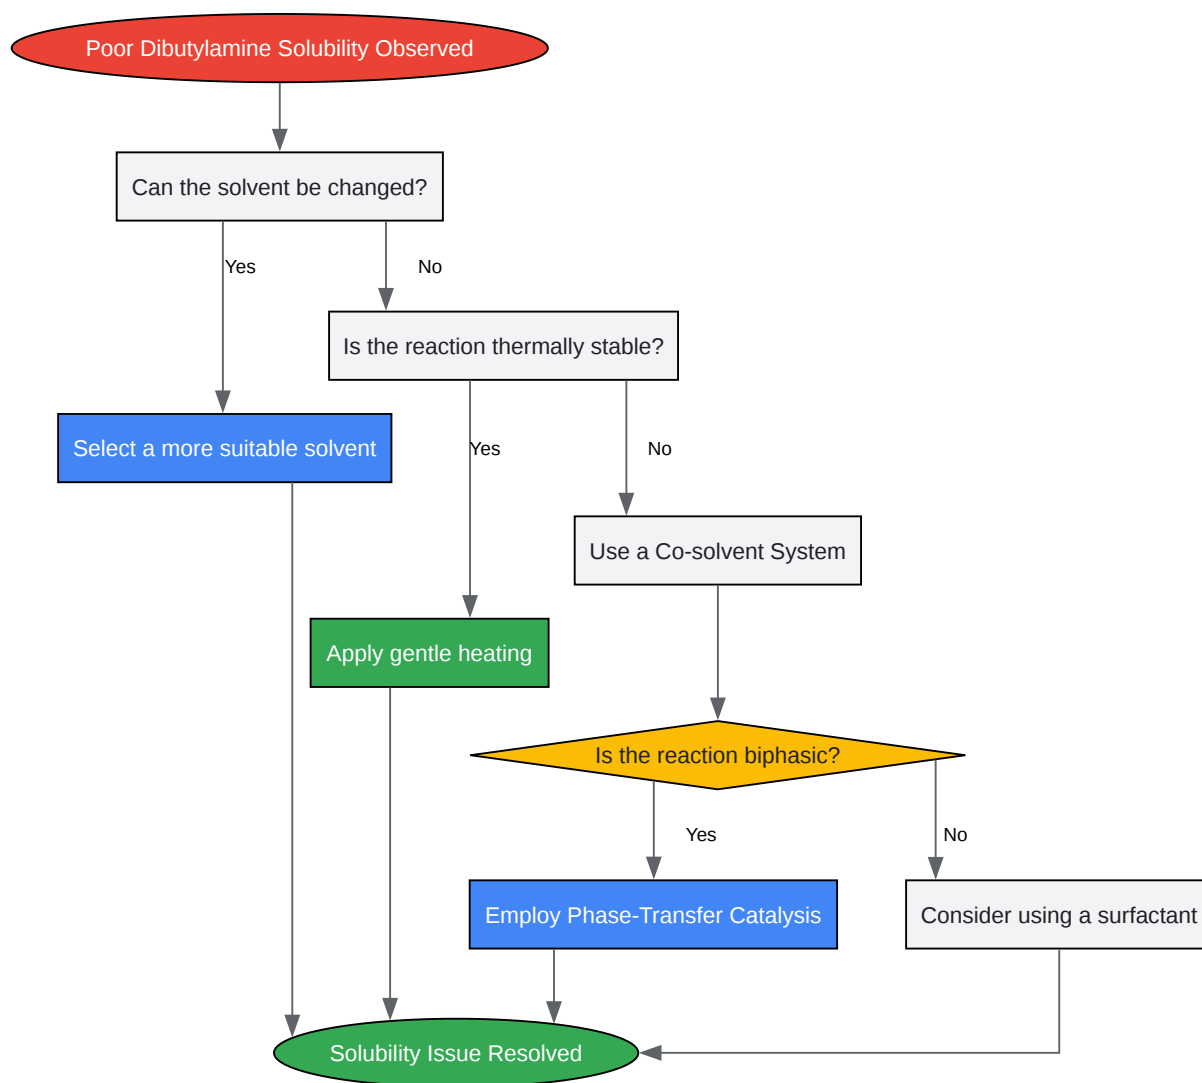 Poor Dibutylamine Solubility Observed
Can the solvent be changed?
Yes
No
Is the reaction thermally stable?
Select a more suitable solvent
Yes
No
Use a Co-solvent System
Apply gentle heating
Is the reaction biphasic?
Yes
No
Employ Phase-Transfer Catalysis
Consider using a surfactant
Solubility Issue Resolved